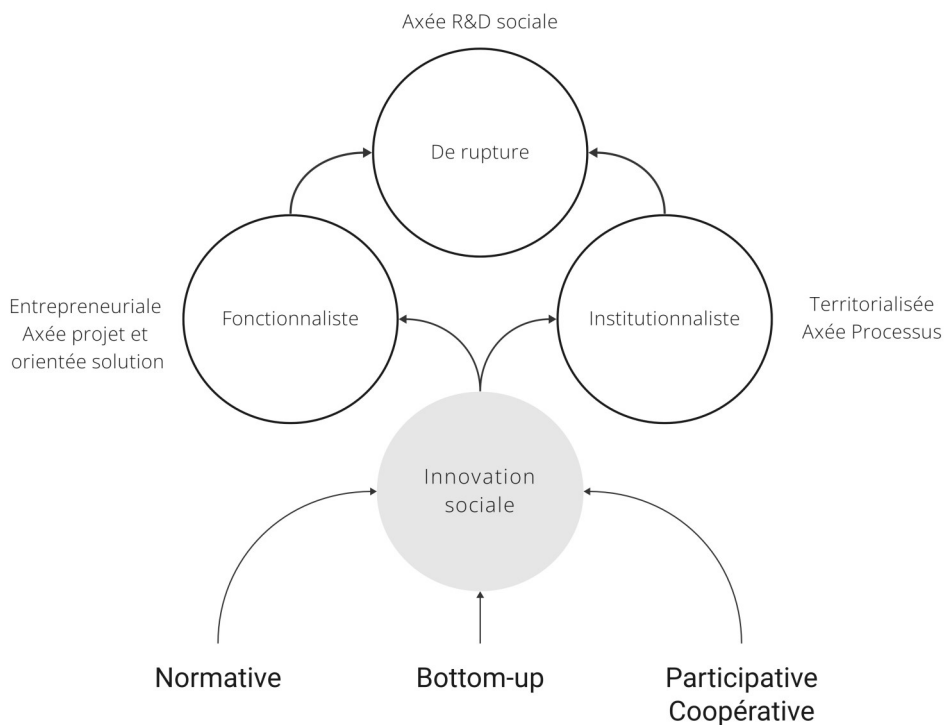 Axée R&D sociale
De rupture
Entrepreneuriale
Axée projet et
orientée solution
Fonctionnaliste
Institutionnaliste
Territorialisée
Axée Processus
Innovation
sociale
Normative
Bottom-up
Participative
Coopérative